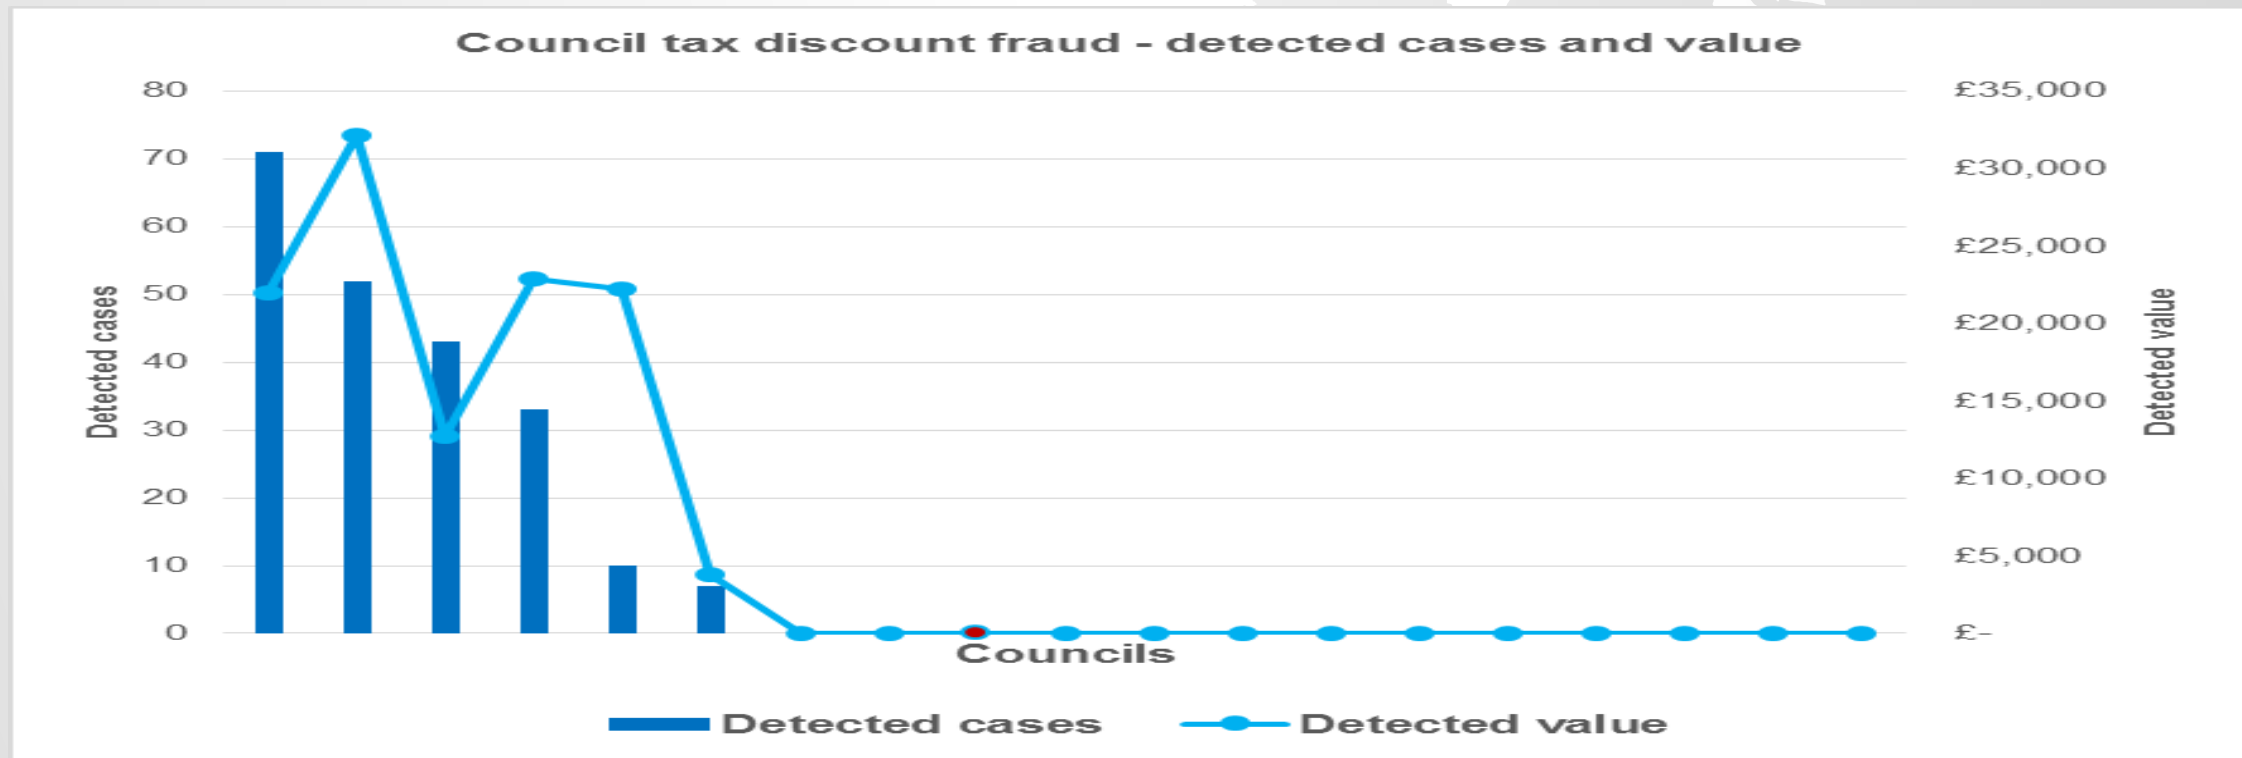 Council tax discount fraud - detected cases and value
80
70
60
50
40
30
20
10
0
Detected cases
£35,000
£30,000
£25,000
£20,000
£15,000
£10,000
£5,000
£-
Detected value
Councils
Detected cases
Detected value